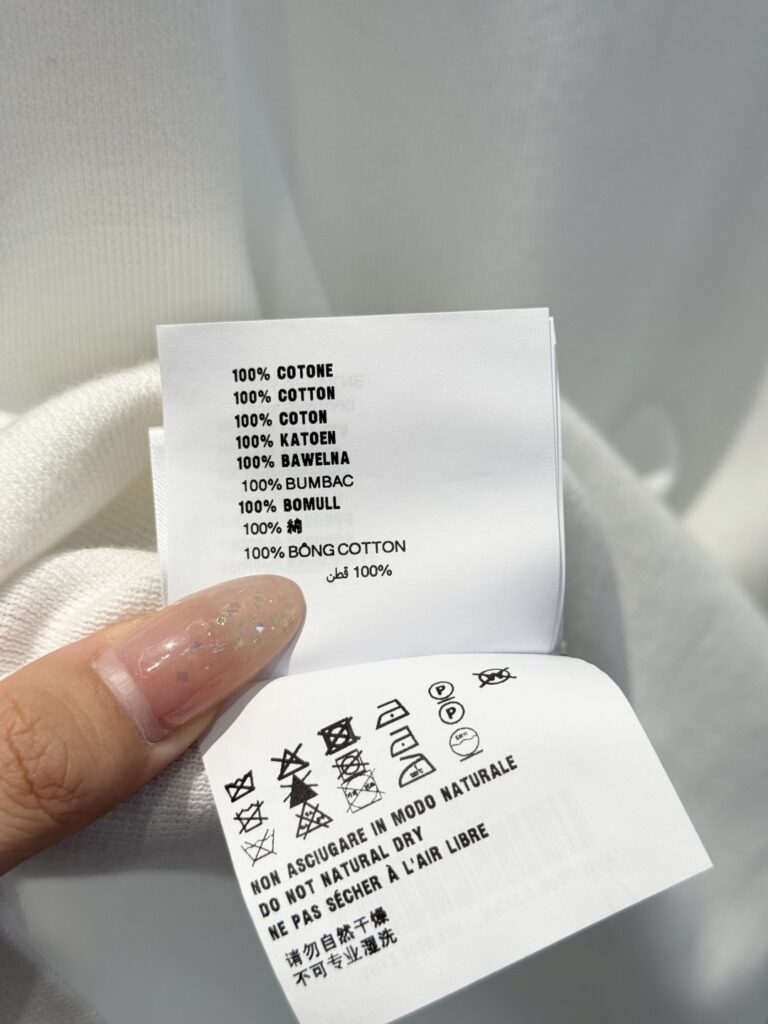 100% COTONE
100% COTTON
100% COTON
100% KATOEN
100% BAWELNA
100% BUMBAC
100% BOMULL
100% 綿
100% BÔNG COTTON
100% قطن
P
P
NON ASCIUGARE IN MODO NATURALE
DO NOT NATURAL DRY
NE PAS SÉCHER À L'AIR LIBRE
请勿自然干燥
不可专业湿洗